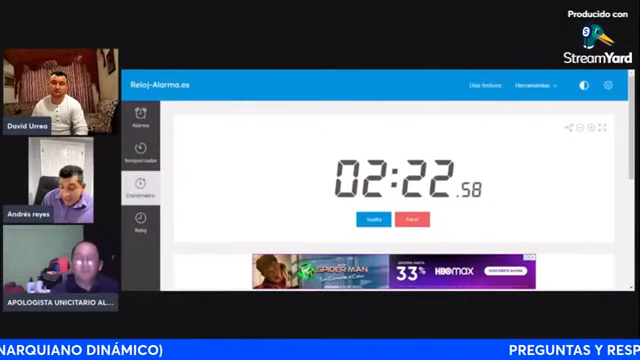 Producido con
StreamYard
Reloj-Alarma.es
Días festivos
Herramientas
David Urrea
Alarma
Temporizador
Andrés reyes
Cronómetro
02:22.58
Vuelta
Parar
Reloj
SPIDER-MAN
33%
HBOMAX
APOLOGISTA UNICITARIO AL...
NARQUIANO DINÁMICO)
PREGUNTAS Y RESP